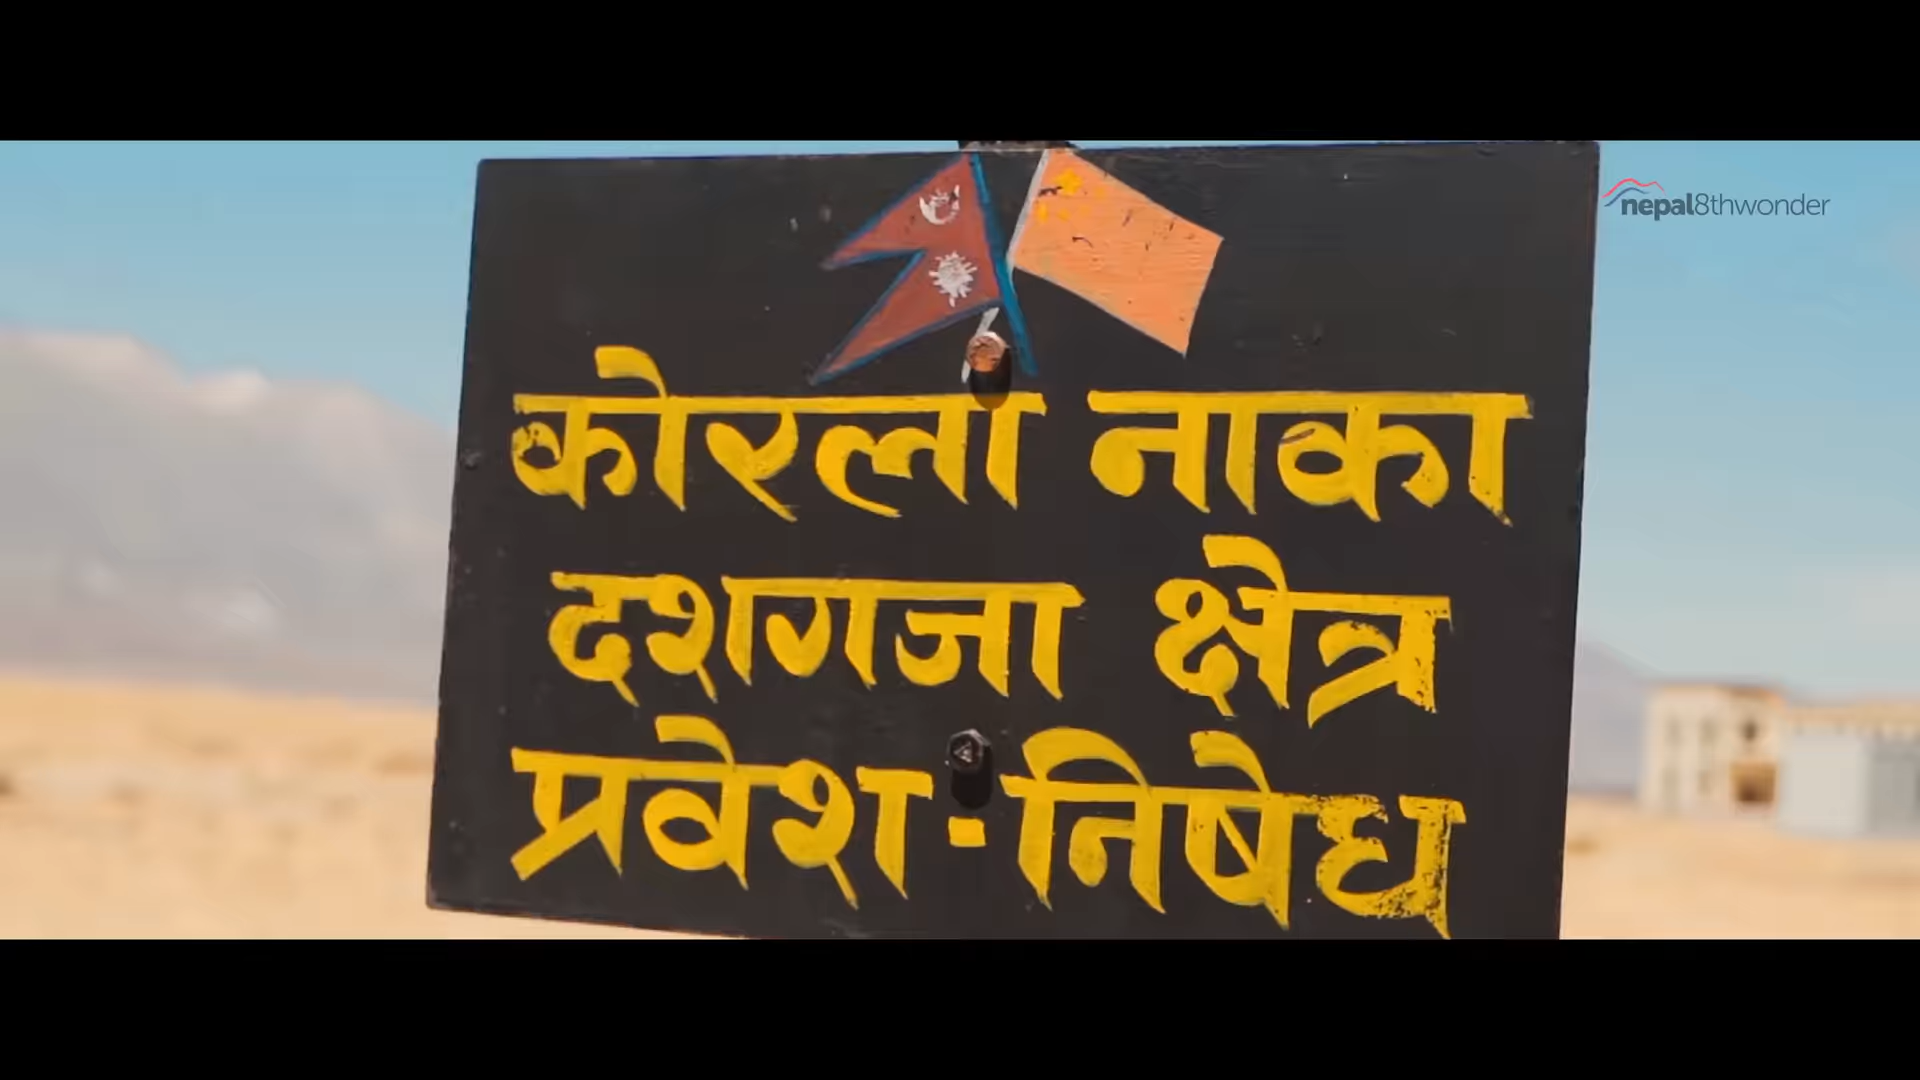 nepal8thwonder
कोरला नाका
दशगजा क्षेत्र
प्रवेश-निषेध